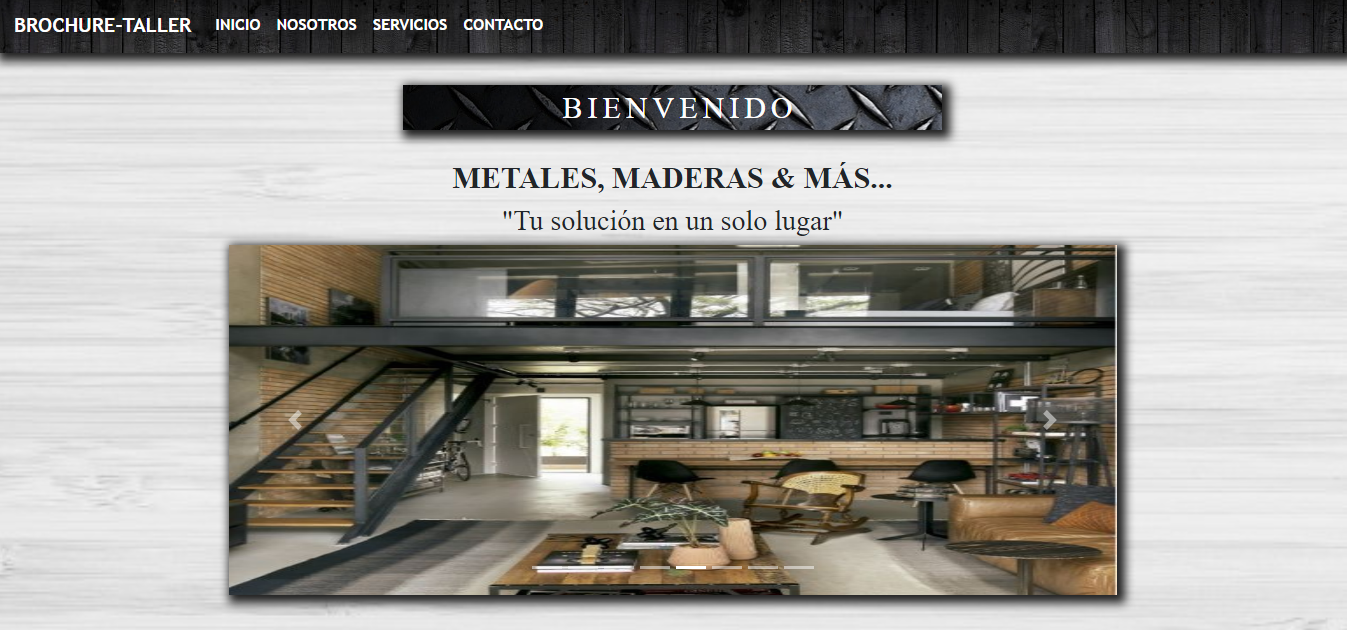 BROCHURE-TALLER INICIO NOSOTROS SERVICIOS CONTACTO
BIENVENIDO
METALES, MADERAS & MÁS...
"Tu solución en un solo lugar"